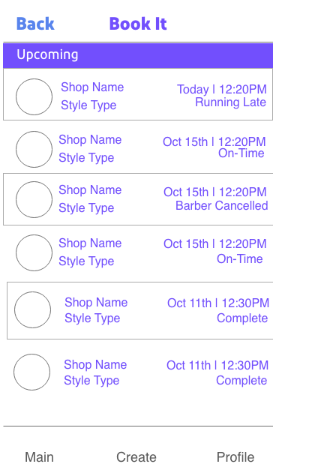 Back Book It
Upcoming
Shop Name Today | 12:20PM
Style Type Running Late
Shop Name Oct 15th | 12:20PM
Style Type On-Time
Shop Name Oct 15th | 12:20PM
Style Type Barber Cancelled
Shop Name Oct 15th | 12:20PM
Style Type On-Time
Shop Name Oct 11th | 12:30PM
Style Type Complete
Shop Name Oct 11th | 12:30PM
Style Type Complete
Main Create Profile